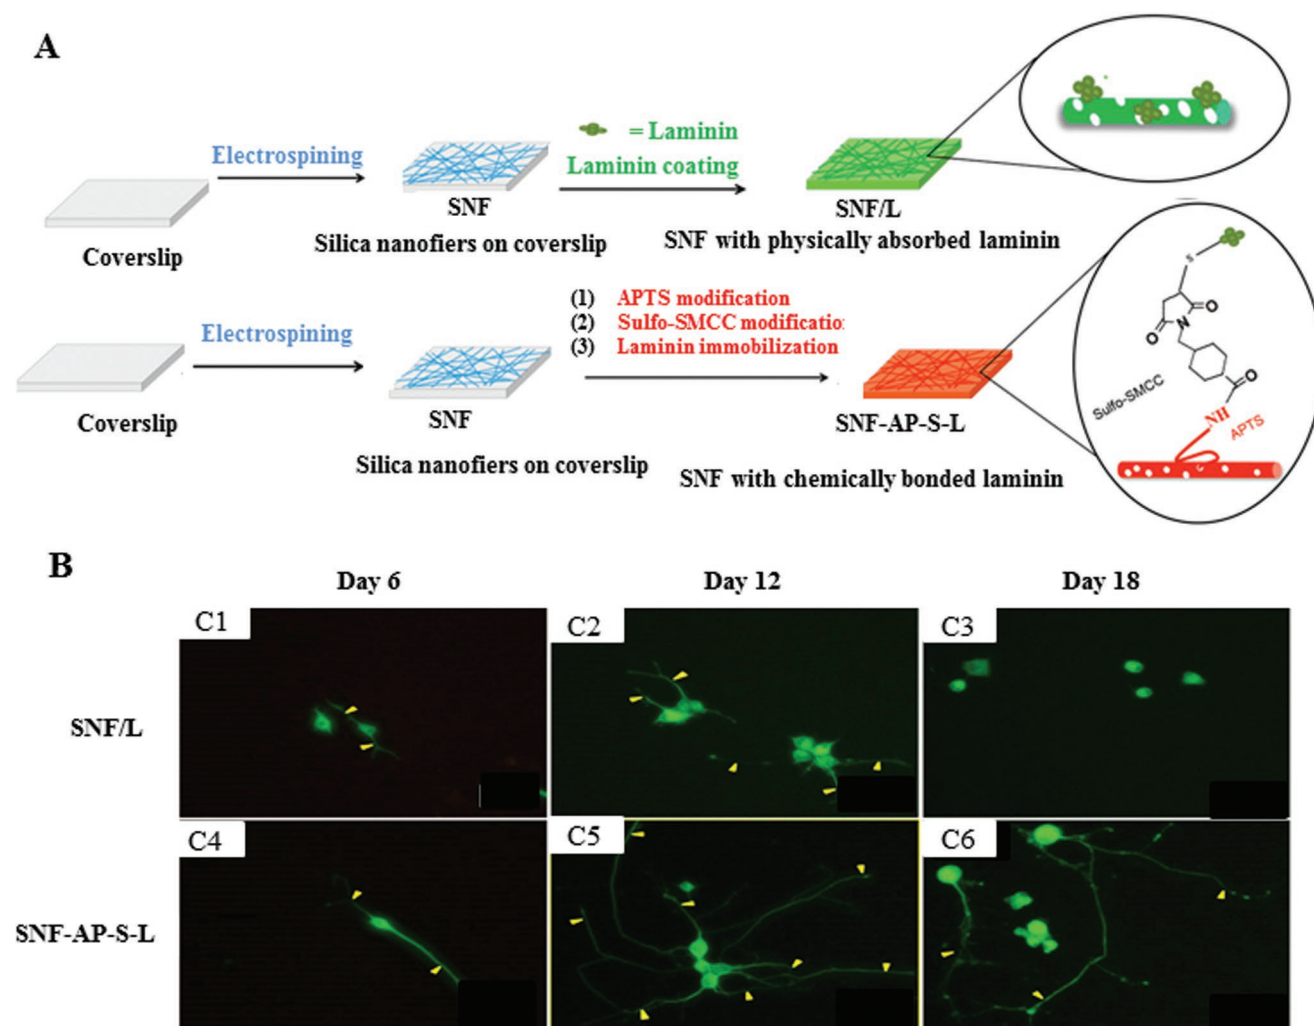 A
Electrospining
= Laminin
Laminin coating
Coverslip
SNF
Silica nanofiers on coverslip
SNF/L
SNF with physically absorbed laminin
Electrospining
(1) APTS modification
(2) Sulfo-SMCC modificatio
(3) Laminin immobilization
Coverslip
SNF
Silica nanofiers on coverslip
SNF-AP-S-L
SNF with chemically bonded laminin
S
O
N
O
O
Sulfo-SMCC
NH
APTS
B
Day 6
Day 12
Day 18
SNF/L
C1
C2
C3
SNF-AP-S-L
C4
C5
C6